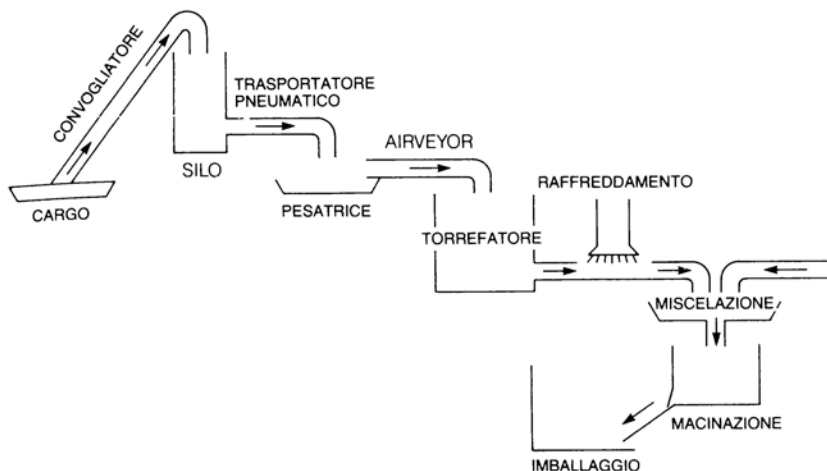 CONVOGLIATORE
CARGO
SILO
TRASPORTATORE
PNEUMATICO
PESATRICE
AIRVEYOR
TORREFATORE
RAFFREDDAMENTO
MISCELAZIONE
MACINAZIONE
IMBALLAGGIO